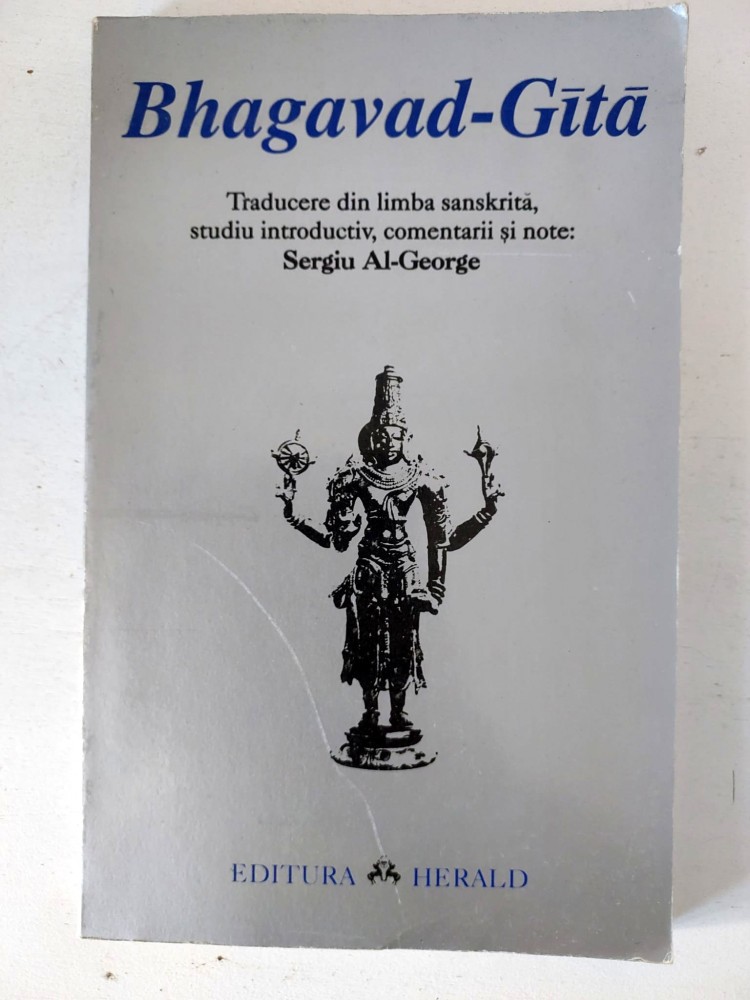 Bhagavad-Gītā
Traducere din limba sanskrită,
studiu introductiv, comentarii și note:
Sergiu Al-George
EDITURA HERALD